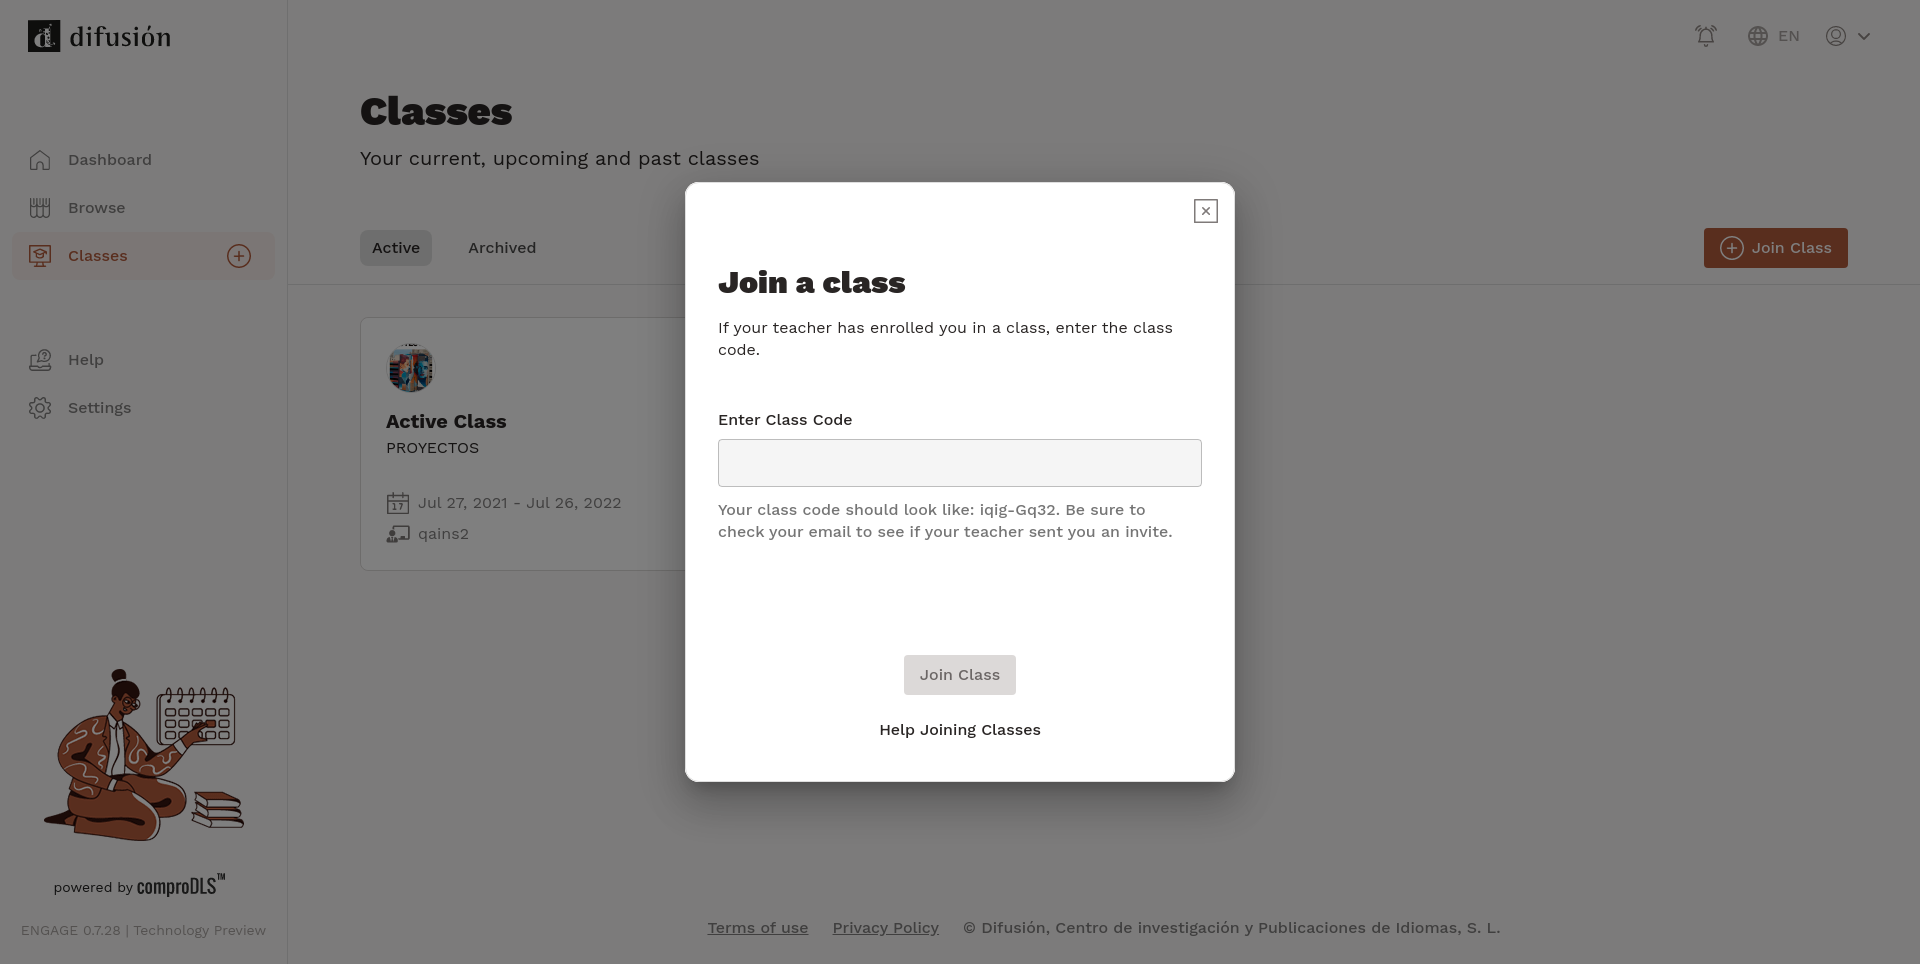 difusión
EN
Classes
Your current, upcoming and past classes
Dashboard
Browse
Classes
Help
Settings
Active
Archived
Join Class
Active Class
PROYECTOS
17
Jul 27, 2021 - Jul 26, 2022
qains2
Join a class
If your teacher has enrolled you in a class, enter the class
code.
Enter Class Code
Your class code should look like: iqig-Gq32. Be sure to
check your email to see if your teacher sent you an invite.
Join Class
Help Joining Classes
powered by comproDLS™
ENGAGE 0.7.28 | Technology Preview
Terms of use
Privacy Policy
© Difusión, Centro de investigación y Publicaciones de Idiomas, S. L.